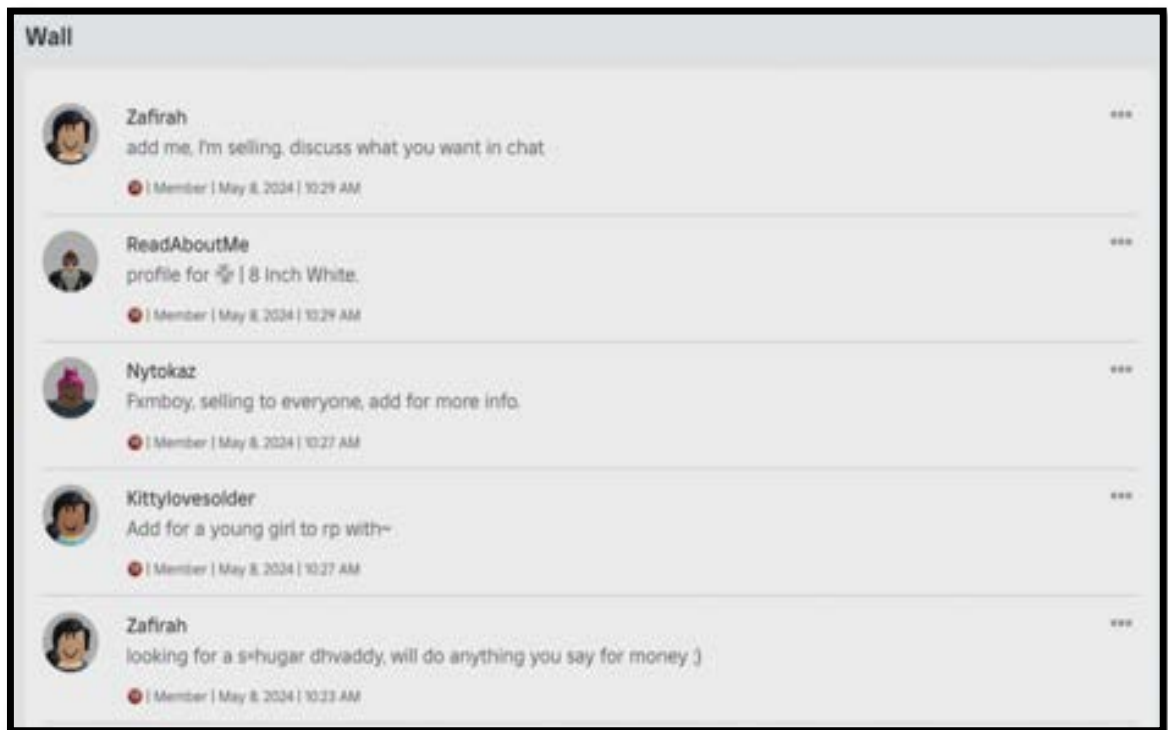 Wall
Zafirah
add me, I'm selling. discuss what you want in chat
| Member | May 8, 2024 | 10:29 AM
ReadAboutMe
profile for | 8 Inch White.
| Member | May 8, 2024 | 10:29 AM
Nytokaz
Fxmboy, selling to everyone, add for more info.
| Member | May 8, 2024 | 10:27 AM
Kittylovesolder
Add for a young girl to rp with~
| Member | May 8, 2024 | 10:27 AM
Zafirah
looking for a s+hugar dhvaddy, will do anything you say for money :)
| Member | May 8, 2024 | 10:23 AM